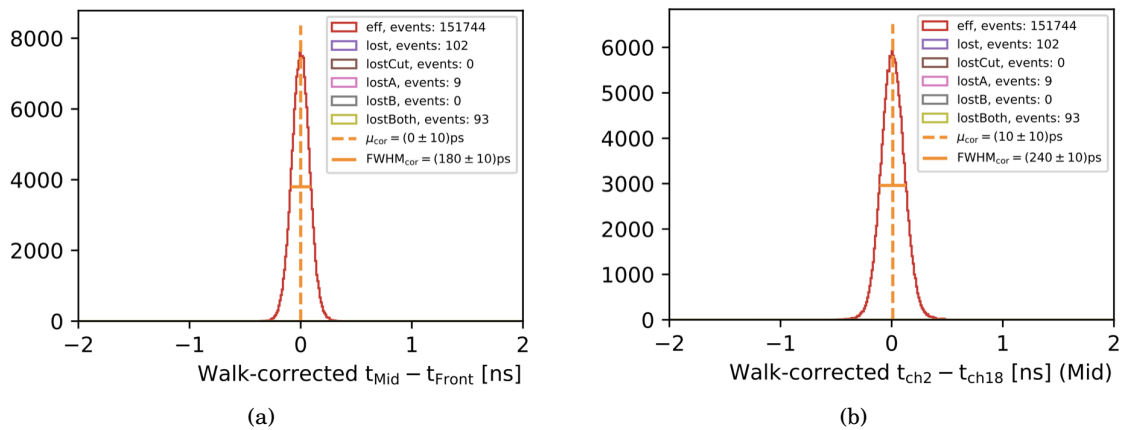 8000
6000
4000
2000
0
−2 −1 0 1 2
eff, events: 151744
lost, events: 102
lostCut, events: 0
lostA, events: 9
lostB, events: 0
lostBoth, events: 93
μcor = (0 ± 10)ps
FWHMcor = (180 ± 10)ps
Walk-corrected tMid − tFront [ns]
(a)
6000
5000
4000
3000
2000
1000
0
−2 −1 0 1 2
eff, events: 151744
lost, events: 102
lostCut, events: 0
lostA, events: 9
lostB, events: 0
lostBoth, events: 93
μcor = (10 ± 10)ps
FWHMcor = (240 ± 10)ps
Walk-corrected tch2 − tch18 [ns] (Mid)
(b)